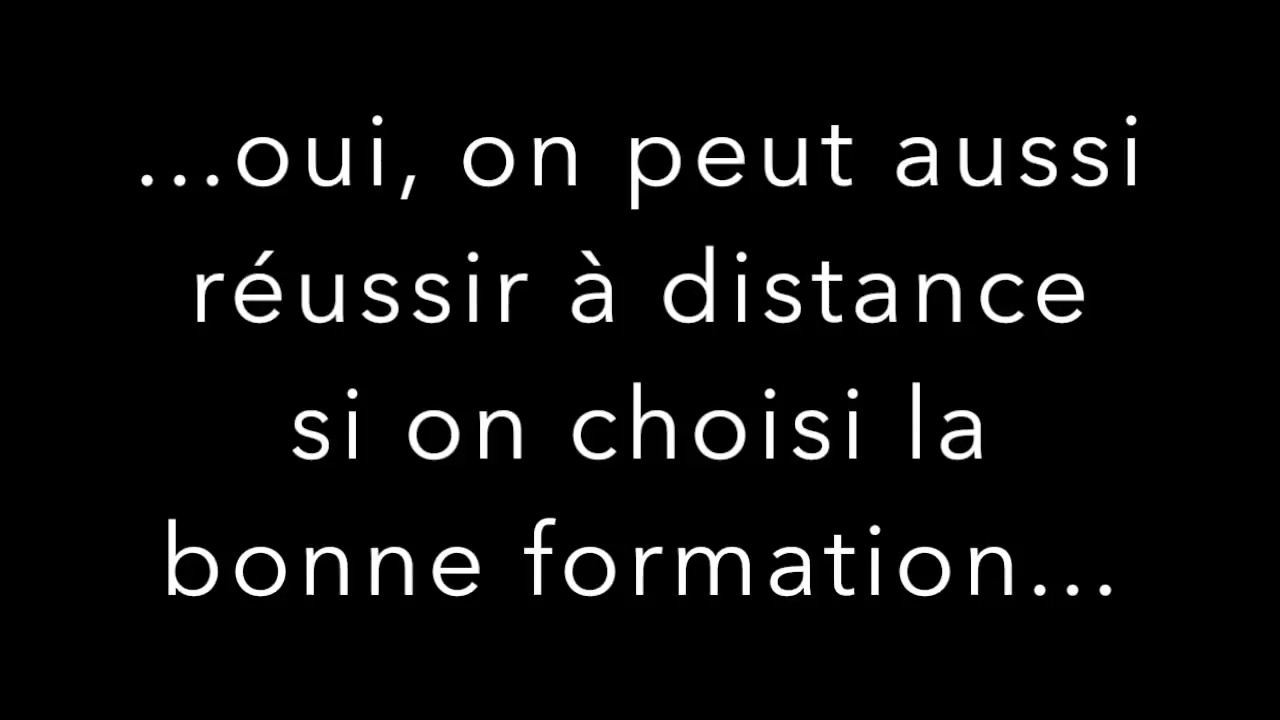 ...oui, on peut aussi
réussir à distance
si on choisi la
bonne formation...